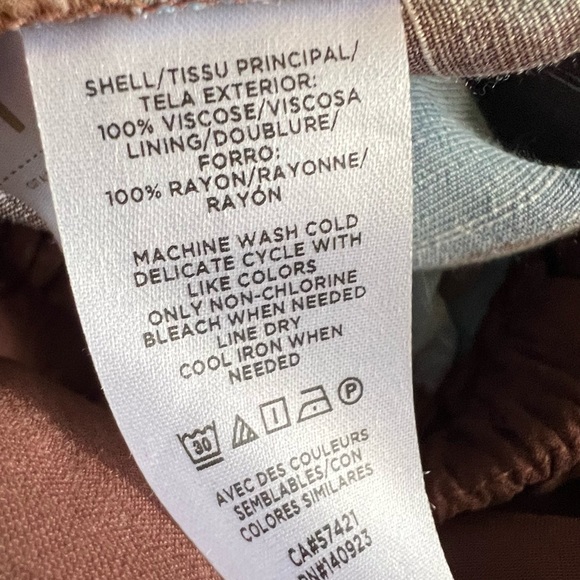 SHELL/TISSU PRINCIPAL/
TELA EXTERIOR:
100% VISCOSE/VISCOSA
LINING/DOUBLURE/
FORRO:
100% RAYON/RAYONNE/
RAYÓN
MACHINE WASH COLD
DELICATE CYCLE WITH
LIKE COLORS
ONLY NON-CHLORINE
BLEACH WHEN NEEDED
LINE DRY
COOL IRON WHEN
NEEDED
30 P
AVEC DES COULEURS
SEMBLABLES/CON
COLORES SIMILARES
CA#57421
RN#140923